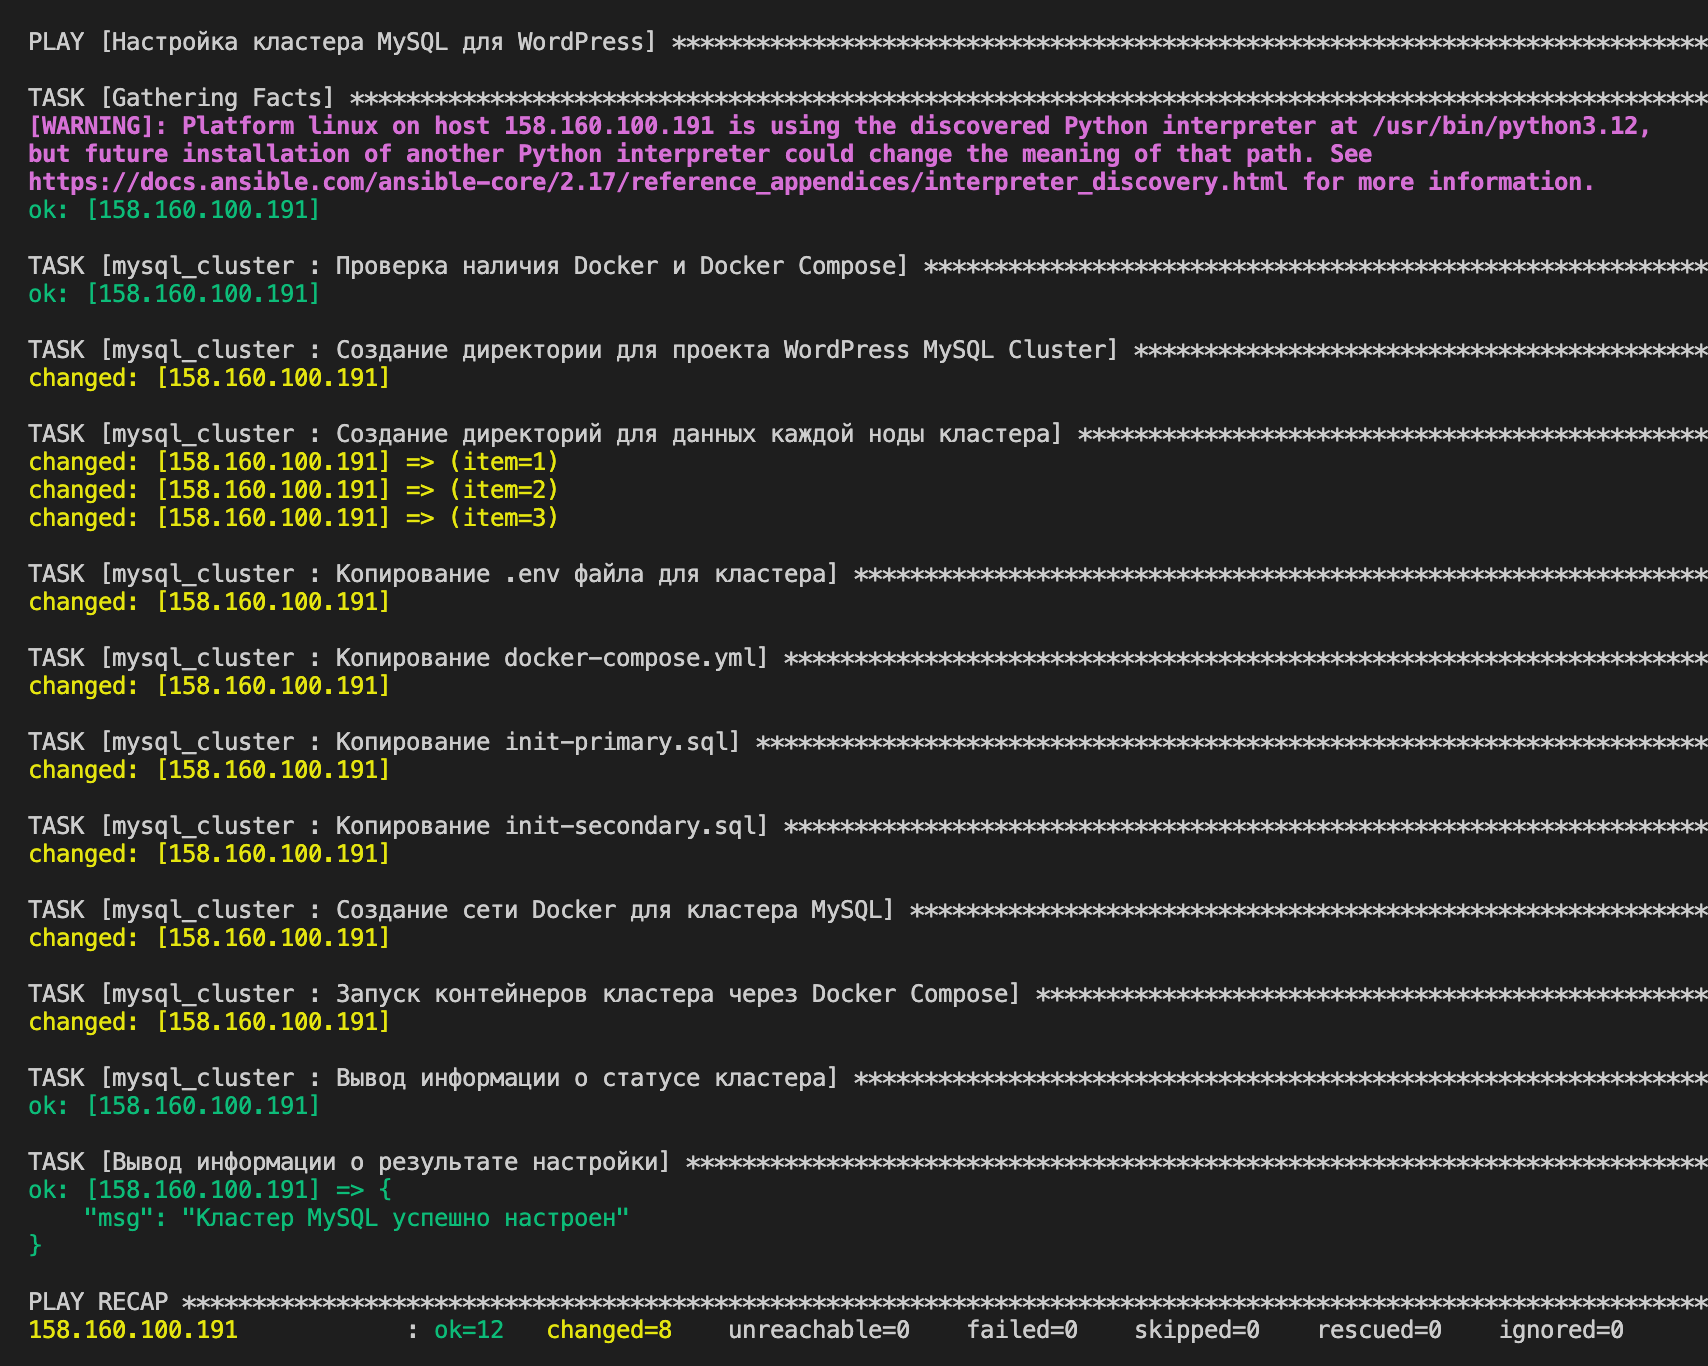 PLAY [Настройка кластера MySQL для WordPress] **************************************************************************
TASK [Gathering Facts] *************************************************************************************************
[WARNING]: Platform linux on host 158.160.100.191 is using the discovered Python interpreter at /usr/bin/python3.12,
but future installation of another Python interpreter could change the meaning of that path. See
https://docs.ansible.com/ansible-core/2.17/reference_appendices/interpreter_discovery.html for more information.
ok: [158.160.100.191]
TASK [mysql_cluster : Проверка наличия Docker и Docker Compose] ********************************************************
ok: [158.160.100.191]
TASK [mysql_cluster : Создание директории для проекта WordPress MySQL Cluster] *****************************************
changed: [158.160.100.191]
TASK [mysql_cluster : Создание директорий для данных каждой ноды кластера] *********************************************
changed: [158.160.100.191] => (item=1)
changed: [158.160.100.191] => (item=2)
changed: [158.160.100.191] => (item=3)
TASK [mysql_cluster : Копирование .env файла для кластера] *************************************************************
changed: [158.160.100.191]
TASK [mysql_cluster : Копирование docker-compose.yml] ******************************************************************
changed: [158.160.100.191]
TASK [mysql_cluster : Копирование init-primary.sql] ********************************************************************
changed: [158.160.100.191]
TASK [mysql_cluster : Копирование init-secondary.sql] ******************************************************************
changed: [158.160.100.191]
TASK [mysql_cluster : Создание сети Docker для кластера MySQL] *********************************************************
changed: [158.160.100.191]
TASK [mysql_cluster : Запуск контейнеров кластера через Docker Compose] ************************************************
changed: [158.160.100.191]
TASK [mysql_cluster : Вывод информации о статусе кластера] *************************************************************
ok: [158.160.100.191]
TASK [Вывод информации о результате настройки] *************************************************************************
ok: [158.160.100.191] => {
    "msg": "Кластер MySQL успешно настроен"
}
PLAY RECAP *************************************************************************************************************
158.160.100.191            : ok=12   changed=8    unreachable=0    failed=0    skipped=0    rescued=0    ignored=0